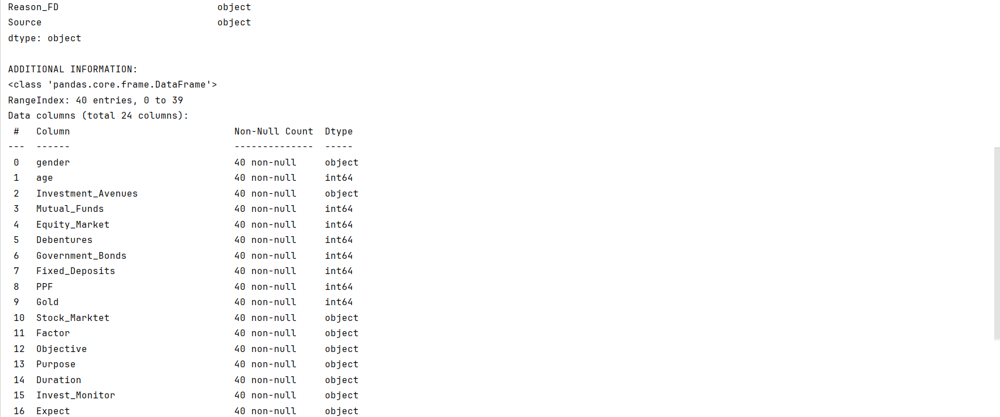 Reason_FD                            object
Source                               object
dtype: object

ADDITIONAL INFORMATION:
<class 'pandas.core.frame.DataFrame'>
RangeIndex: 40 entries, 0 to 39
Data columns (total 24 columns):
 #   Column                             Non-Null Count  Dtype
---  ------                             --------------  -----
 0   gender                             40 non-null     object
 1   age                                40 non-null     int64
 2   Investment_Avenues                 40 non-null     object
 3   Mutual_Funds                       40 non-null     int64
 4   Equity_Market                      40 non-null     int64
 5   Debentures                         40 non-null     int64
 6   Government_Bonds                   40 non-null     int64
 7   Fixed_Deposits                     40 non-null     int64
 8   PPF                                40 non-null     int64
 9   Gold                               40 non-null     int64
 10  Stock_Marktet                      40 non-null     object
 11  Factor                             40 non-null     object
 12  Objective                          40 non-null     object
 13  Purpose                            40 non-null     object
 14  Duration                           40 non-null     object
 15  Invest_Monitor                     40 non-null     object
 16  Expect                             40 non-null     object